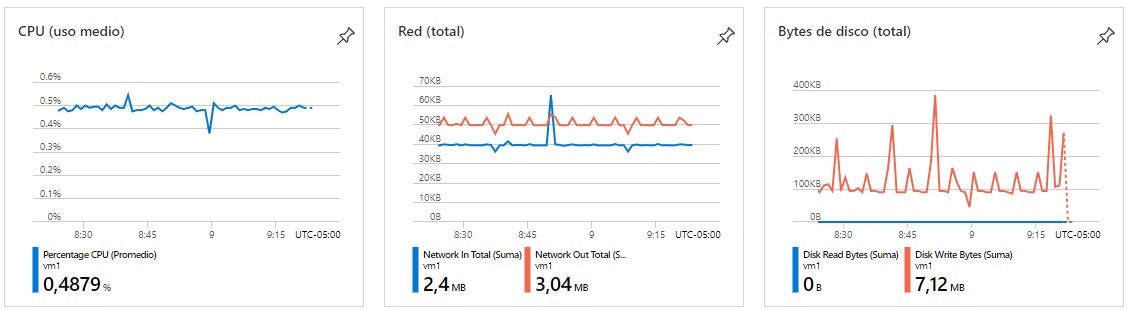 CPU (uso medio)
0.6%
0.5%
0.4%
0.3%
0.2%
0.1%
0%
8:30 8:45 9 9:15 UTC-05:00
Percentage CPU (Promedio)
vm1
0,4879 %
Red (total)
70KB
60KB
50KB
40KB
30KB
20KB
10KB
0B
8:30 8:45 9 9:15 UTC-05:00
Network In Total (Suma)
vm1
2,4 MB
Network Out Total (S...
vm1
3,04 MB
Bytes de disco (total)
400KB
300KB
200KB
100KB
0B
8:30 8:45 9 9:15 UTC-05:00
Disk Read Bytes (Suma)
vm1
0 B
Disk Write Bytes (Suma)
vm1
7,12 MB